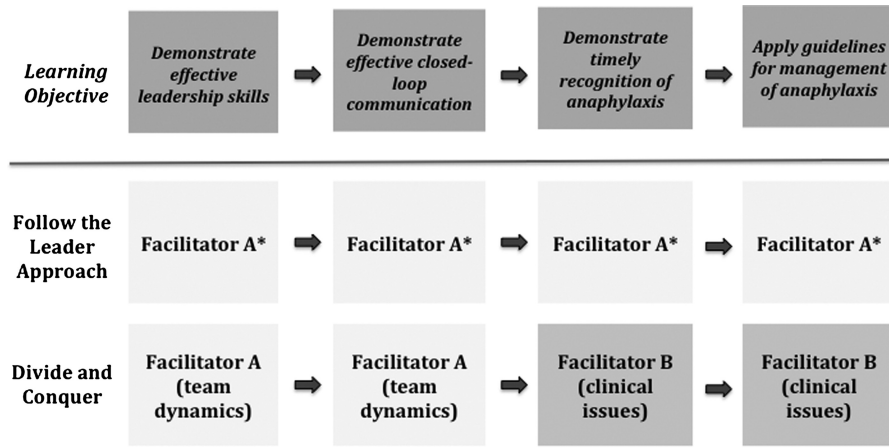 Learning
Objective
Demonstrate
effective
leadership skills
Demonstrate
effective closed-
loop
communication
Demonstrate
timely
recognition of
anaphylaxis
Apply guidelines
for management
of anaphylaxis
Follow the
Leader
Approach
Facilitator A*
Facilitator A*
Facilitator A*
Facilitator A*
Divide and
Conquer
Facilitator A
(team
dynamics)
Facilitator A
(team
dynamics)
Facilitator B
(clinical
issues)
Facilitator B
(clinical
issues)